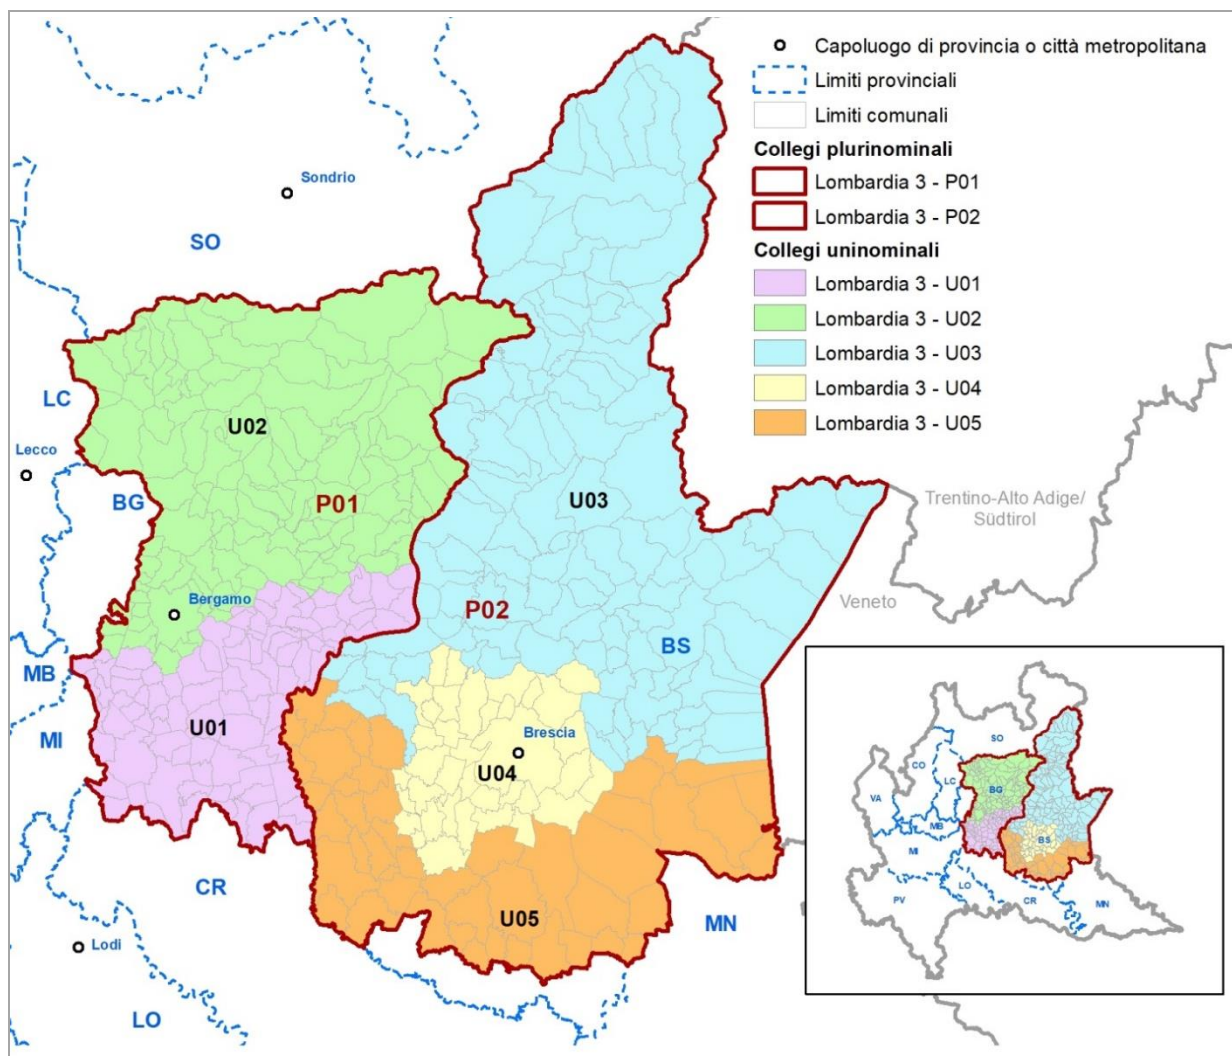 Capoluogo di provincia o città metropolitana
Limiti provinciali
Limiti comunali
Collegi plurinominali
Lombardia 3 - P01
Lombardia 3 - P02
Collegi uninominali
Lombardia 3 - U01
Lombardia 3 - U02
Lombardia 3 - U03
Lombardia 3 - U04
Lombardia 3 - U05
Sondrio
SO
LC
U02
Lecco
BG
P01
U03
Trentino-Alto Adige/
Südtirol
Bergamo
Veneto
P02
BS
MB
MI
U01
Brescia
U04
CR
U05
MN
Lodi
LO
SO
CO
LC
VA
BG
MB
MI
BS
LO
PV
CR
MN